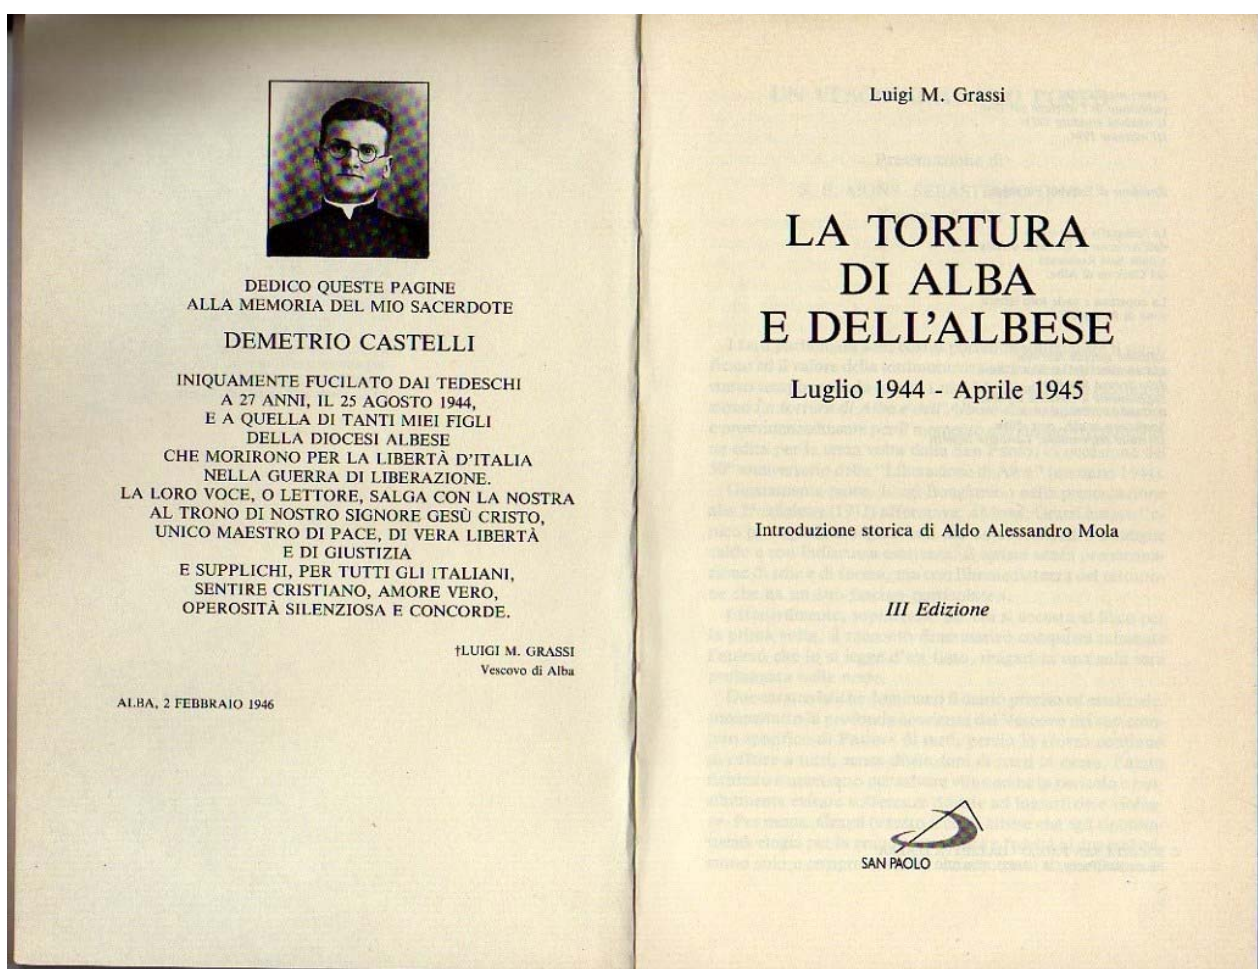 DEDICO QUESTE PAGINE
ALLA MEMORIA DEL MIO SACERDOTE
DEMETRIO CASTELLI
INIQUAMENTE FUCILATO DAI TEDESCHI
A 27 ANNI, IL 25 AGOSTO 1944,
E A QUELLA DI TANTI MIEI FIGLI
DELLA DIOCESI ALBESE
CHE MORIRONO PER LA LIBERTÀ D'ITALIA
NELLA GUERRA DI LIBERAZIONE.
LA LORO VOCE, O LETTORE, SALGA CON LA NOSTRA
AL TRONO DI NOSTRO SIGNORE GESÙ CRISTO,
UNICO MAESTRO DI PACE, DI VERA LIBERTÀ
E DI GIUSTIZIA
E SUPPLICHI, PER TUTTI GLI ITALIANI,
SENTIRE CRISTIANO, AMORE VERO,
OPEROSITÀ SILENZIOSA E CONCORDE.
†LUIGI M. GRASSI
Vescovo di Alba
ALBA, 2 FEBBRAIO 1946
Luigi M. Grassi
LA TORTURA
DI ALBA
E DELL'ALBESE
Luglio 1944 - Aprile 1945
Introduzione storica di Aldo Alessandro Mola
III Edizione
SAN PAOLO